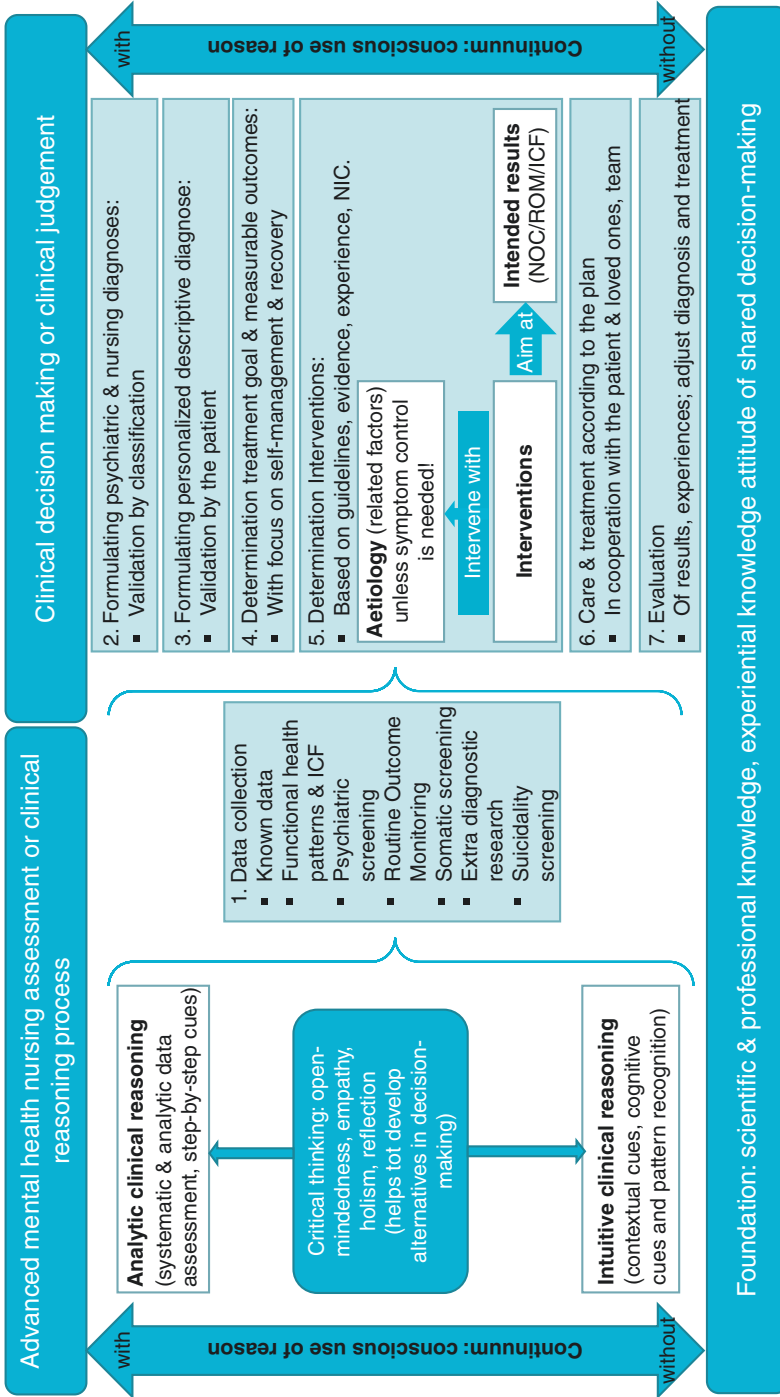 Advanced mental health nursing assessment or clinical
reasoning process
Clinical decision making or clinical judgement
with
Continuum: conscious use of reason
without
Analytic clinical reasoning
(systematic & analytic data
assessment, step-by-step cues)
Critical thinking: open-
mindedness, empathy,
holism, reflection
(helps tot develop
alternatives in decision-
making)
Intuitive clinical reasoning
(contextual cues, cognitive
cues and pattern recognition)
1. Data collection
▪ Known data
▪ Functional health
patterns & ICF
▪ Psychiatric
screening
▪ Routine Outcome
Monitoring
▪ Somatic screening
▪ Extra diagnostic
research
▪ Suicidality
screening
2. Formulating psychiatric & nursing diagnoses:
▪ Validation by classification
3. Formulating personalized descriptive diagnose:
▪ Validation by the patient
4. Determination treatment goal & measurable outcomes:
▪ With focus on self-management & recovery
5. Determination Interventions:
▪ Based on guidelines, evidence, experience, NIC.
Aetiology (related factors)
unless symptom control
is needed!
Intervene with
Interventions
Aim at
Intended results
(NOC/ROM/ICF)
6. Care & treatment according to the plan
▪ In cooperation with the patient & loved ones, team
7. Evaluation
▪ Of results, experiences; adjust diagnosis and treatment
with
Continuum: conscious use of reason
without
Foundation: scientific & professional knowledge, experiential knowledge attitude of shared decision-making